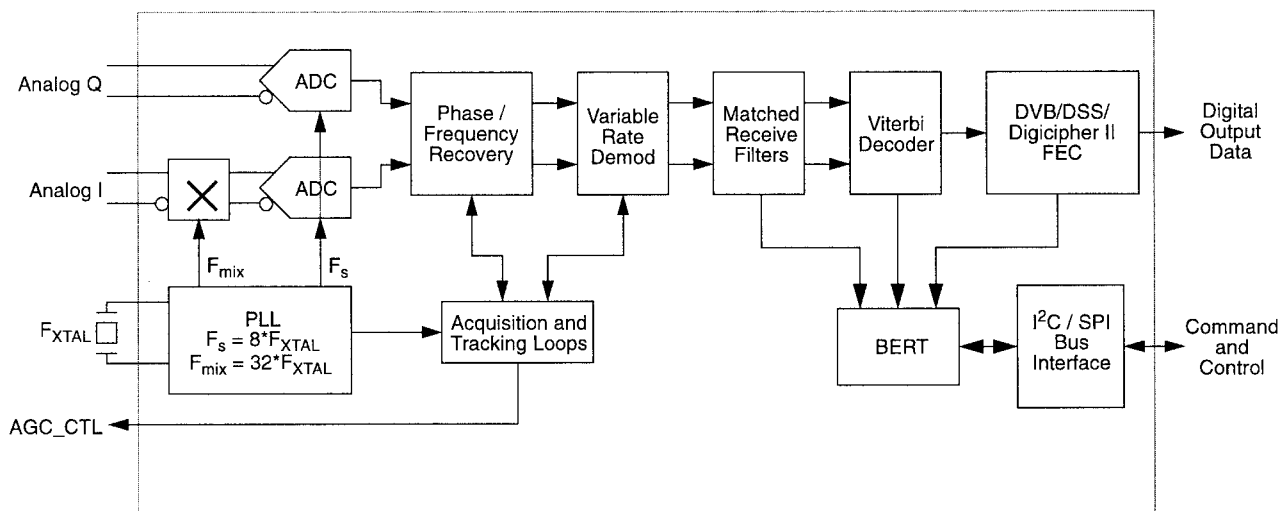 Analog Q
ADC
Phase /
Frequency
Recovery
Variable
Rate
Demod
Matched
Receive
Filters
Viterbi
Decoder
DVB/DSS/
Digicipher II
FEC
Digital
Output
Data
Analog I
ADC
F_mix
F_s
F_XTAL
PLL
F_s = 8*F_XTAL
F_mix = 32*F_XTAL
Acquisition and
Tracking Loops
BERT
I²C / SPI
Bus
Interface
Command
and
Control
AGC_CTL